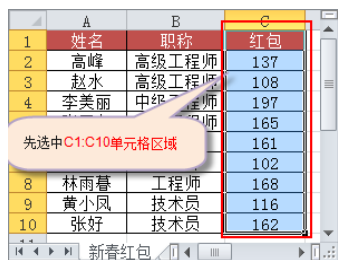 A B C
1 姓名 职称 红包
2 高峰 高级工程师 137
3 赵水 高级工程师 108
4 李美丽 中级工程师 197
165
先选中C1:C10单元格区域
161
102
8 林雨暮 工程师 168
9 黄小凤 技术员 116
10 张好 技术员 162
新春红包